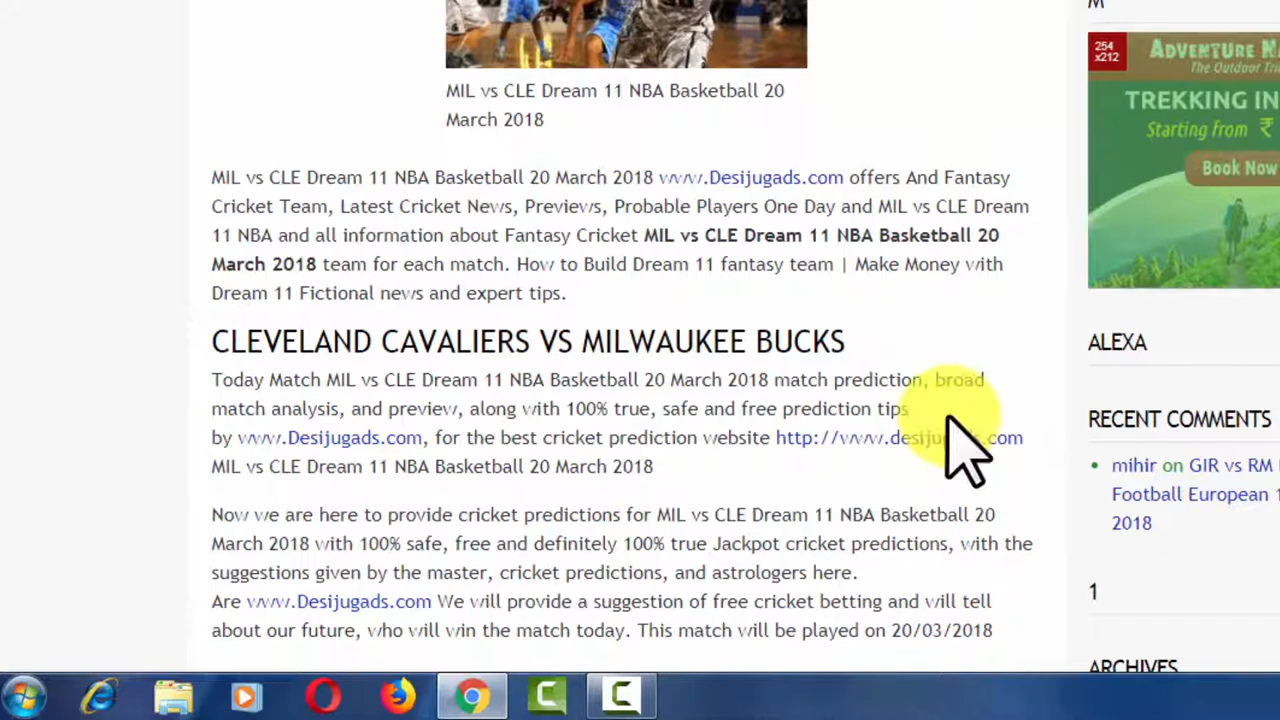 MIL vs CLE Dream 11 NBA Basketball 20
March 2018
MIL vs CLE Dream 11 NBA Basketball 20 March 2018 www.Desijugads.com offers And Fantasy
Cricket Team, Latest Cricket News, Previews, Probable Players One Day and MIL vs CLE Dream
11 NBA and all information about Fantasy Cricket MIL vs CLE Dream 11 NBA Basketball 20
March 2018 team for each match. How to Build Dream 11 fantasy team | Make Money with
Dream 11 Fictional news and expert tips.
CLEVELAND CAVALIERS VS MILWAUKEE BUCKS
Today Match MIL vs CLE Dream 11 NBA Basketball 20 March 2018 match prediction, broad
match analysis, and preview, along with 100% true, safe and free prediction tips
by www.Desijugads.com, for the best cricket prediction website http://www.desijugads.com
MIL vs CLE Dream 11 NBA Basketball 20 March 2018
Now we are here to provide cricket predictions for MIL vs CLE Dream 11 NBA Basketball 20
March 2018 with 100% safe, free and definitely 100% true Jackpot cricket predictions, with the
suggestions given by the master, cricket predictions, and astrologers here.
Are www.Desijugads.com We will provide a suggestion of free cricket betting and will tell
about our future, who will win the match today. This match will be played on 20/03/2018
254
x212
ADVENTURE
The Outdoor
TREKKING IN
Starting from ₹
Book Now
ALEXA
RECENT COMMENTS
mihir on GIR vs RM
Football European 1
2018
1
ARCHIVES